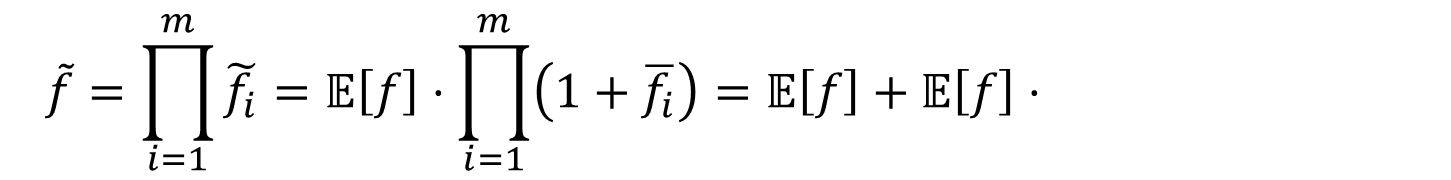 f̃ = ∏_{i=1}^{m} f̃_i = 𝔼[f] · ∏_{i=1}^{m} (1 + f̅_i) = 𝔼[f] + 𝔼[f] ·